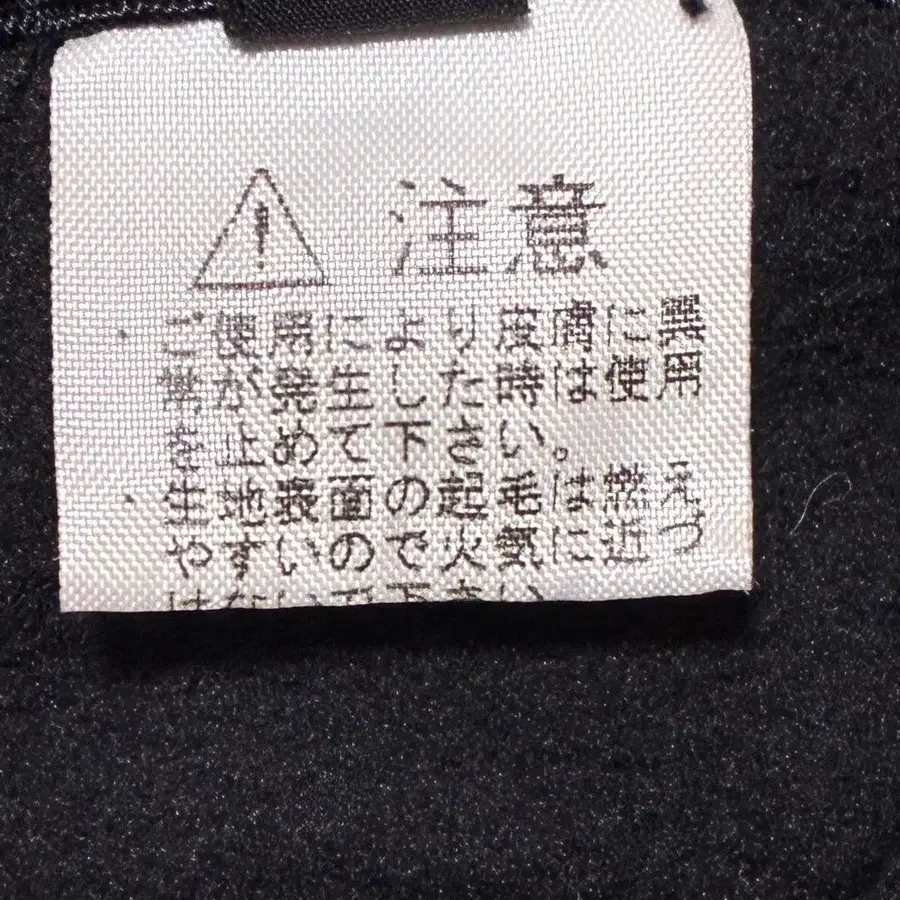 注意
ご使用により皮膚に異
常が発生した時は使用
を止めて下さい。
生地表面の起毛は燃え
やすいので火気に近づ